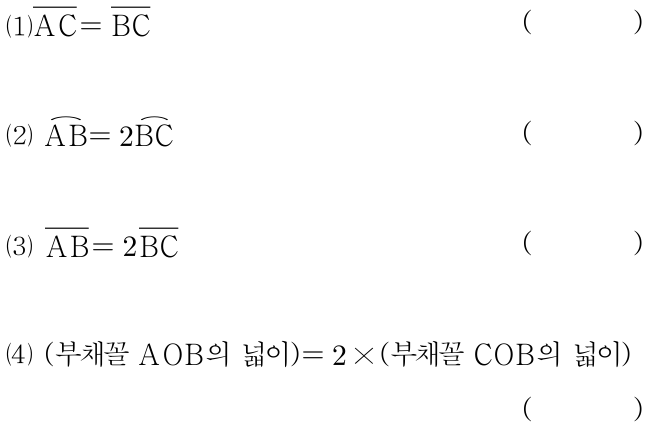 (1) AC = BC (          )
(2) AB = 2BC (          )
(3) AB = 2BC (          )
(4) (부채꼴 AOB의 넓이) = 2 × (부채꼴 COB의 넓이)
(          )